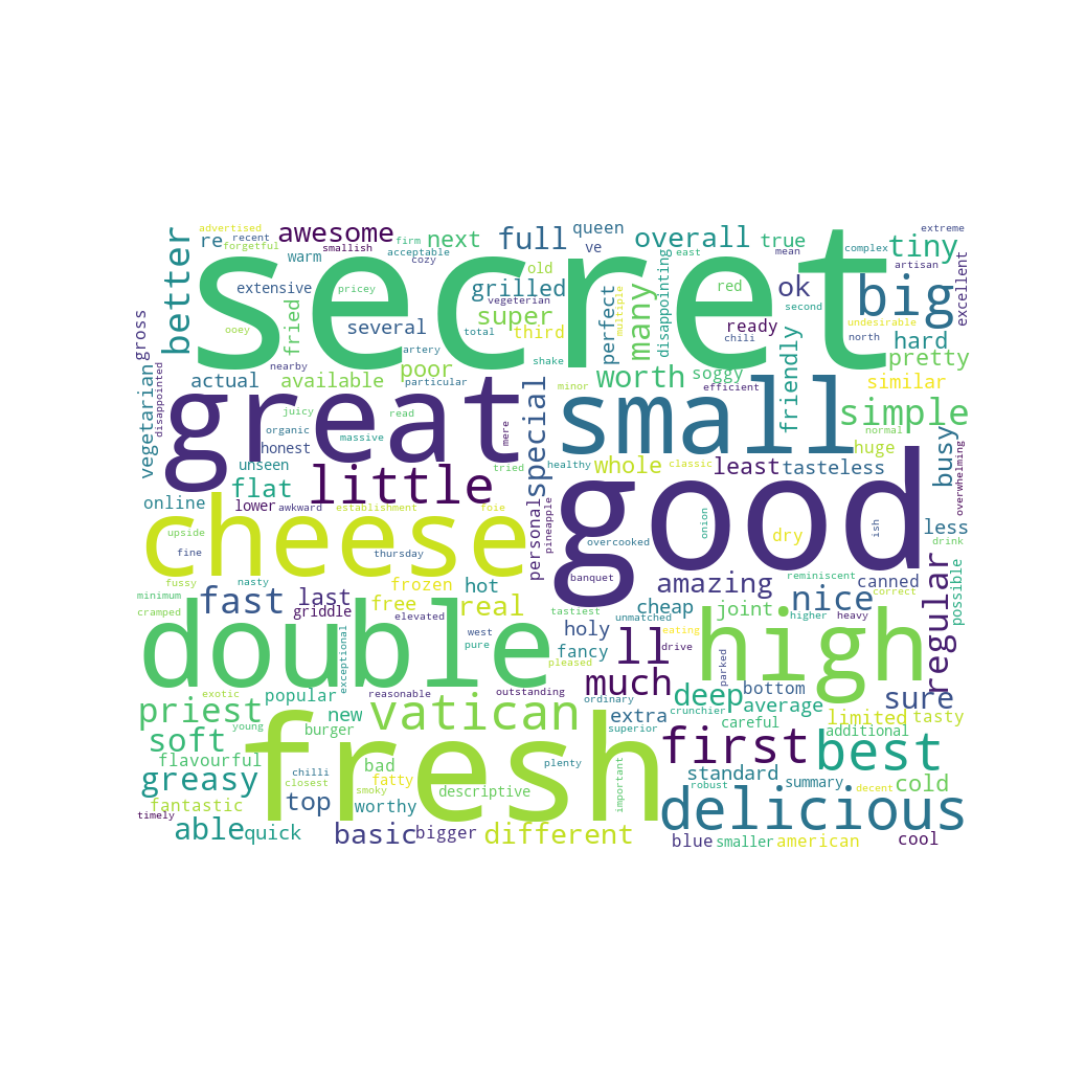 advertised
recent
forgetful
re
awesome
smallish
firm
acceptable
cozy
next
full
queen
ve
overall
true
mean
complex
extreme
tiny
artisan
excellent
better
warm
secret
old
vegeterian
east
disappointing
ok
big
extensive
pricey
grilled
many
multiple
red
second
gross
fried
several
ooey
total
super
third
perfect
ready
chili
undesirable
north
hard
friendly
artery
shake
nearby
poor
particular
worth
soggy
efficient
pretty
similar
vegetarian
disappointed
actual
available
great
special
minor
small
simple
juicy
read
organic
massive
honest
mere
normal
huge
busy
overwhelming
unseen
tried
healthy
whole
classic
least
tasteless
flat
little
personal
pineapple
good
onion
dry
ish
less
drink
online
lower
awkward
establishment
foie
upside
cheese
fine
thursday
overcooked
banquet
fussy
nasty
frozen
hot
amazing
reminiscent
canned
correct
possible
regular
minimum
cramped
fast
last
griddle
free
real
elevated
tastiest
cheap
joint
nice
higher
heavy
unmatched
holy
double
exceptional
west
pure
fancy
pleased
ll
eating
drive
parked
high
exotic
popular
reasonable
outstanding
much
ordinary
deep
bottom
sure
priest
young
new
vatican
extra
superior
crunchier
average
careful
limited
additional
tasty
soft
burger
fresh
important
first
best
flavourful
bad
greasy
chilli
closest
fatty
smoky
plenty
descriptive
standard
robust
summary
decent
cold
fantastic
timely
top
worthy
delicious
able
quick
basic
bigger
different
blue
smaller
american
cool